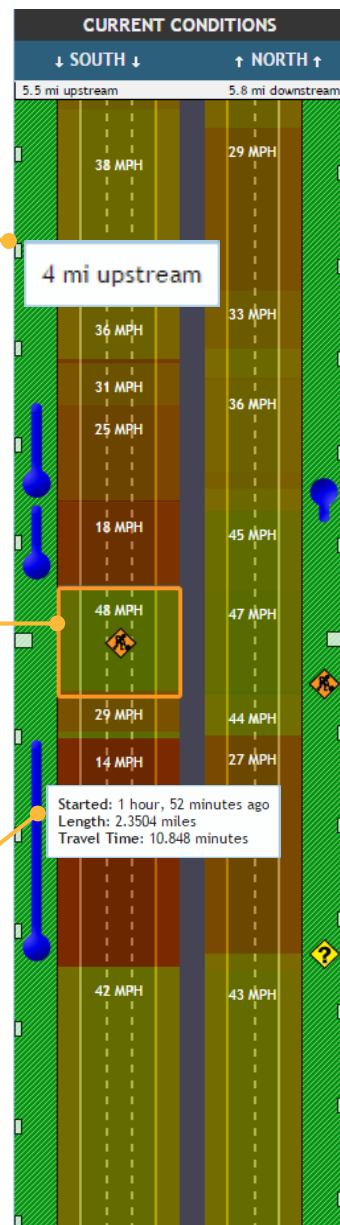 CURRENT CONDITIONS
↓ SOUTH ↓ ↑ NORTH ↑
5.5 mi upstream 5.8 mi downstream
38 MPH 29 MPH
4 mi upstream
36 MPH 33 MPH
31 MPH
25 MPH 36 MPH
18 MPH 45 MPH
48 MPH 47 MPH
29 MPH 44 MPH
14 MPH 27 MPH
Started: 1 hour, 52 minutes ago
Length: 2.3504 miles
Travel Time: 10.848 minutes
?
42 MPH 43 MPH